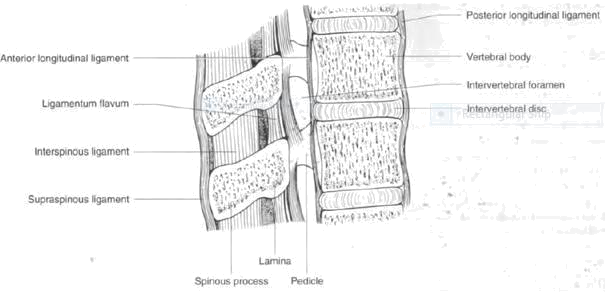 Posterior longitudinal ligament
Anterior longitudinal ligament
Vertebral body
Intervertebral foramen
Ligamentum flavum
Intervertebral disc
Rectangular Snip
Interspinous ligament
Supraspinous ligament
Lamina
Spinous process
Pedicle